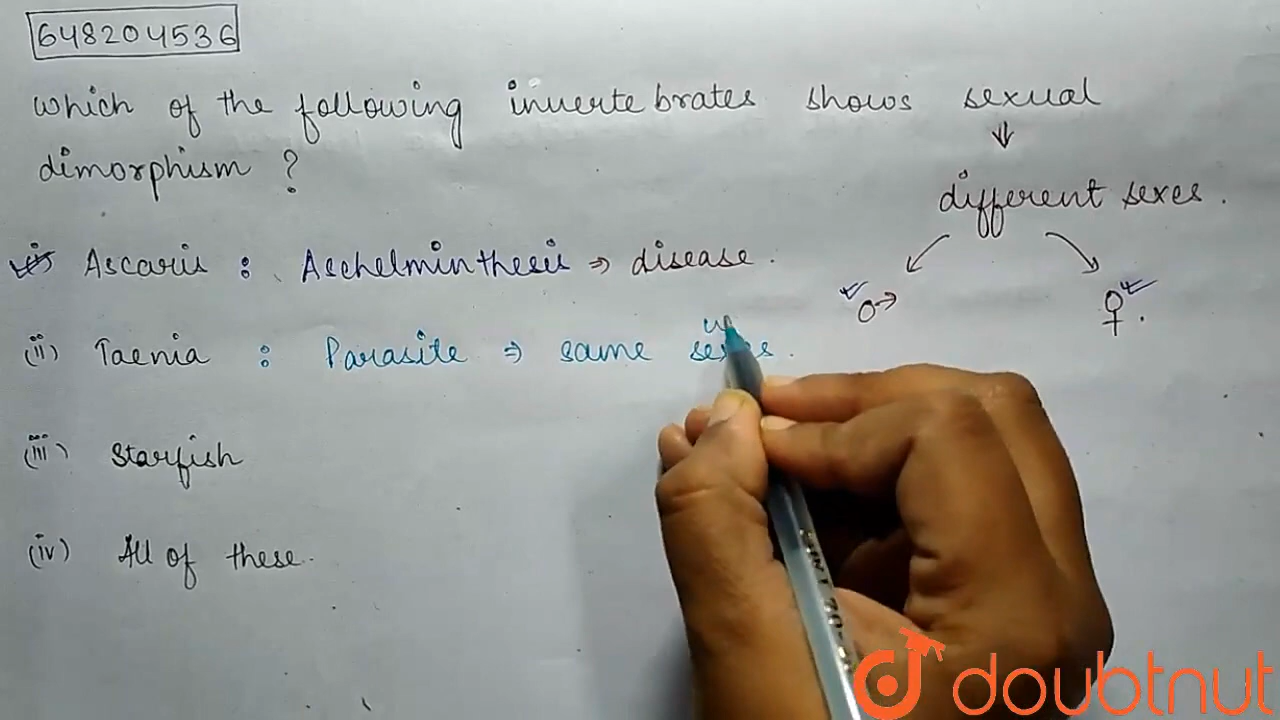 648204536
which of the following invertebrates shows sexual
dimorphism ?
different sexes.
♂ ♀.
(i) Ascaris : Aschelminthesis ⇒ disease.
(ii) Taenia : Parasite ⇒ same sexes.
(iii) Starfish
(iv) All of these.
doubtnut